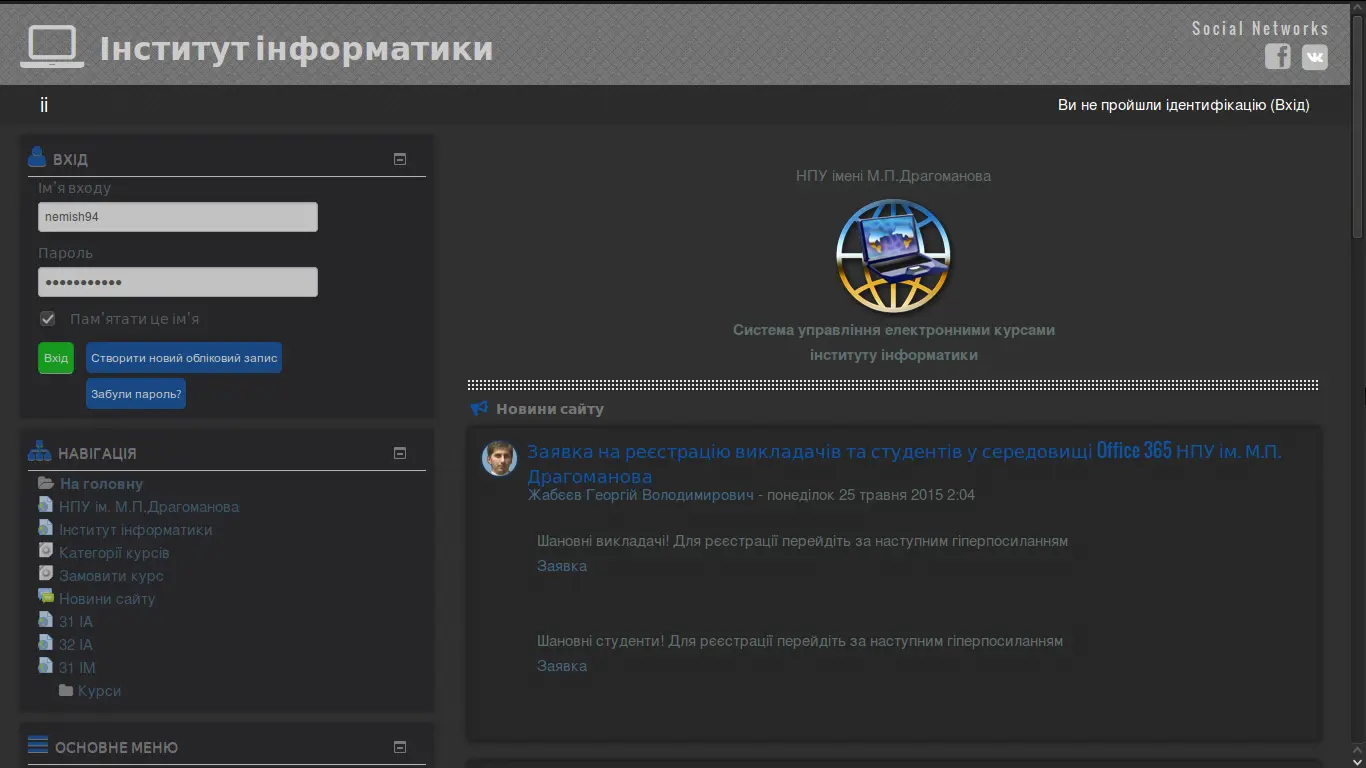 Інститут інформатики
Social Networks
ii
Ви не пройшли ідентифікацію (Вхід)
ВХІД
Ім'я входу
nemish94
Пароль
•••••••••••
Пам'ятати це ім'я
Вхід
Створити новий обліковий запис
Забули пароль?
НАВІГАЦІЯ
На головну
НПУ ім. М.П.Драгоманова
Інститут інформатики
Категорії курсів
Замовити курс
Новини сайту
31 ІА
32 ІА
31 ІМ
Курси
ОСНОВНЕ МЕНЮ
НПУ імені М.П.Драгоманова
Система управління електронними курсами
інституту інформатики
Новини сайту
Заявка на реєстрацію викладачів та студентів у середовищі Office 365 НПУ ім. М.П.
Драгоманова
Жабєєв Георгій Володимирович - понеділок 25 травня 2015 2:04
Шановні викладачі! Для рєєстрації перейдіть за наступним гіперпосиланням
Заявка
Шановні студенти! Для рєєстрації перейдіть за наступним гіперпосиланням
Заявка